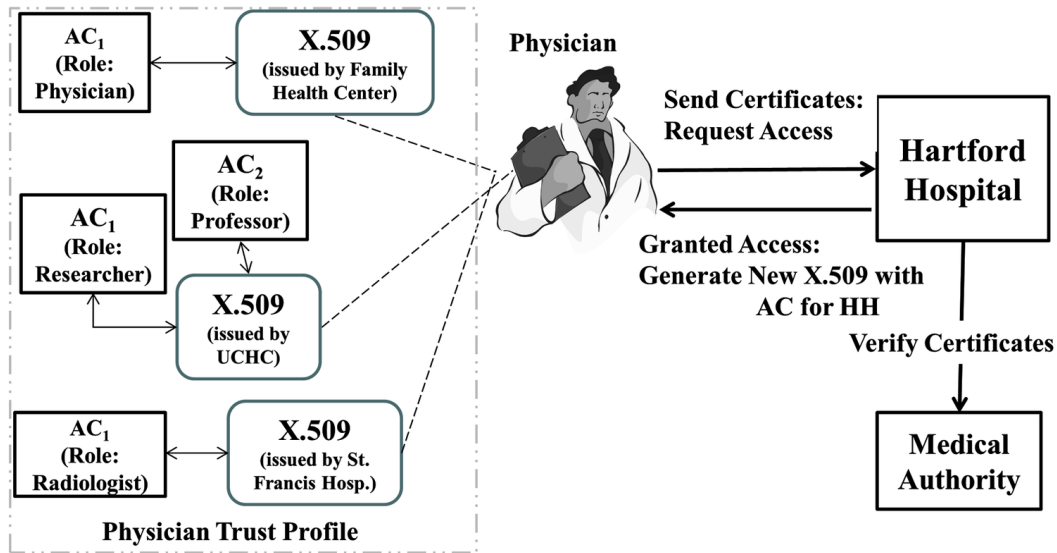 AC1
(Role:
Physician)
X.509
(issued by Family
Health Center)
AC2
(Role:
Professor)
AC1
(Role:
Researcher)
X.509
(issued by
UCHC)
AC1
(Role:
Radiologist)
X.509
(issued by St.
Francis Hosp.)
Physician Trust Profile
Physician
Send Certificates:
Request Access
Hartford
Hospital
Granted Access:
Generate New X.509 with
AC for HH
Verify Certificates
Medical
Authority